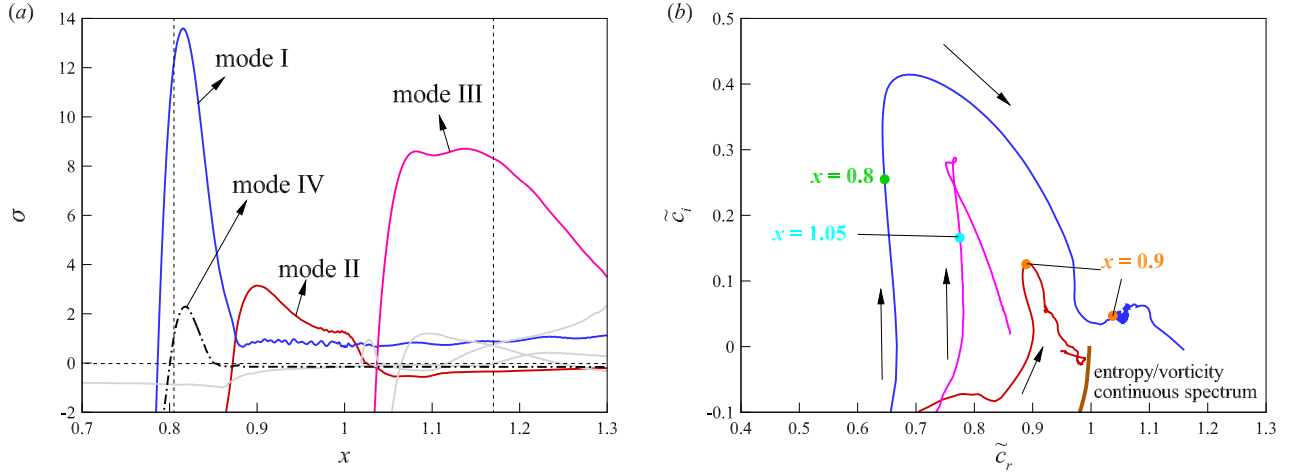 (a)
14
12
10
8
6
4
2
0
-2
σ
mode I
mode III
mode IV
mode II
0.7
0.8
0.9
1
1.1
1.2
1.3
x
(b)
0.5
0.4
0.3
0.2
0.1
0
-0.1
c̃i
x = 0.8
x = 1.05
x = 0.9
entropy/vorticity
continuous spectrum
0.4
0.5
0.6
0.7
0.8
0.9
1
1.1
1.2
1.3
c̃r